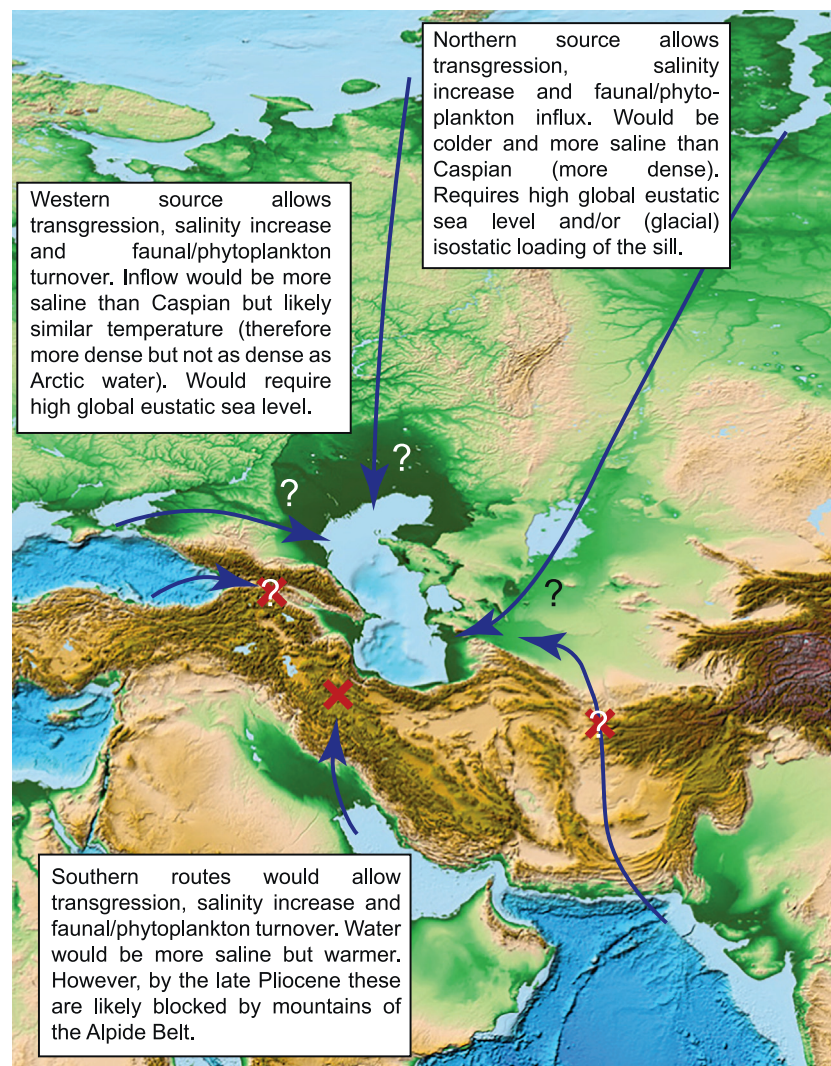 Northern source allows
transgression, salinity
increase and faunal/phyto-
plankton influx. Would be
colder and more saline than
Caspian (more dense).
Requires high global eustatic
sea level and/or (glacial)
isostatic loading of the sill.
Western source allows
transgression, salinity increase
and faunal/phytoplankton
turnover. Inflow would be more
saline than Caspian but likely
similar temperature (therefore
more dense but not as dense as
Arctic water). Would require
high global eustatic sea level.
?
?
?
?
?
Southern routes would allow
transgression, salinity increase and
faunal/phytoplankton turnover. Water
would be more saline but warmer.
However, by the late Pliocene these
are likely blocked by mountains of
the Alpide Belt.